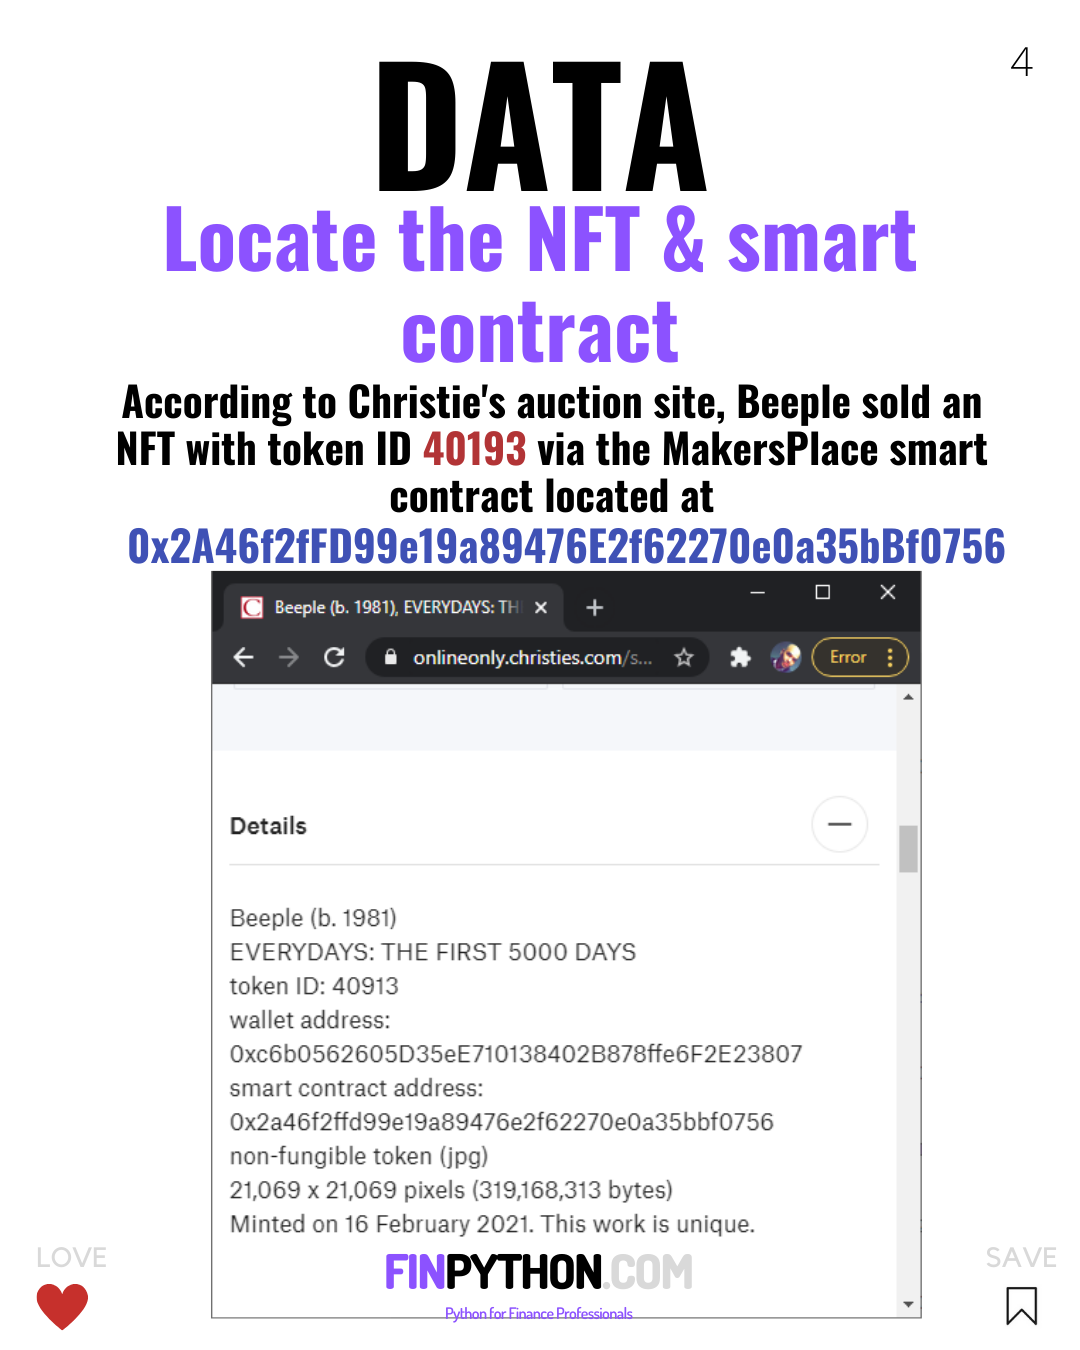 4
DATA
Locate the NFT & smart
contract
According to Christie's auction site, Beeple sold an
NFT with token ID 40193 via the MakersPlace smart
contract located at
0x2A46f2fFD99e19a89476E2f62270e0a35bBf0756
Beeple (b. 1981), EVERYDAYS: TH
onlineonly.christies.com/s...
Error
Details
Beeple (b. 1981)
EVERYDAYS: THE FIRST 5000 DAYS
token ID: 40913
wallet address:
0xc6b0562605D35eE710138402B878ffe6F2E23807
smart contract address:
0x2a46f2ffd99e19a89476e2f62270e0a35bbf0756
non-fungible token (jpg)
21,069 x 21,069 pixels (319,168,313 bytes)
Minted on 16 February 2021. This work is unique.
LOVE
FINPYTHON.COM
SAVE
Python for Finance Professionals